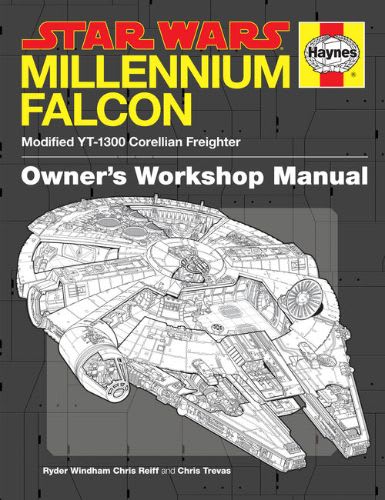 STAR WARS
Haynes
®
MILLENNIUM
FALCON
Modified YT-1300 Corellian Freighter
Owner's Workshop Manual
Ryder Windham Chris Reiff and Chris Trevas